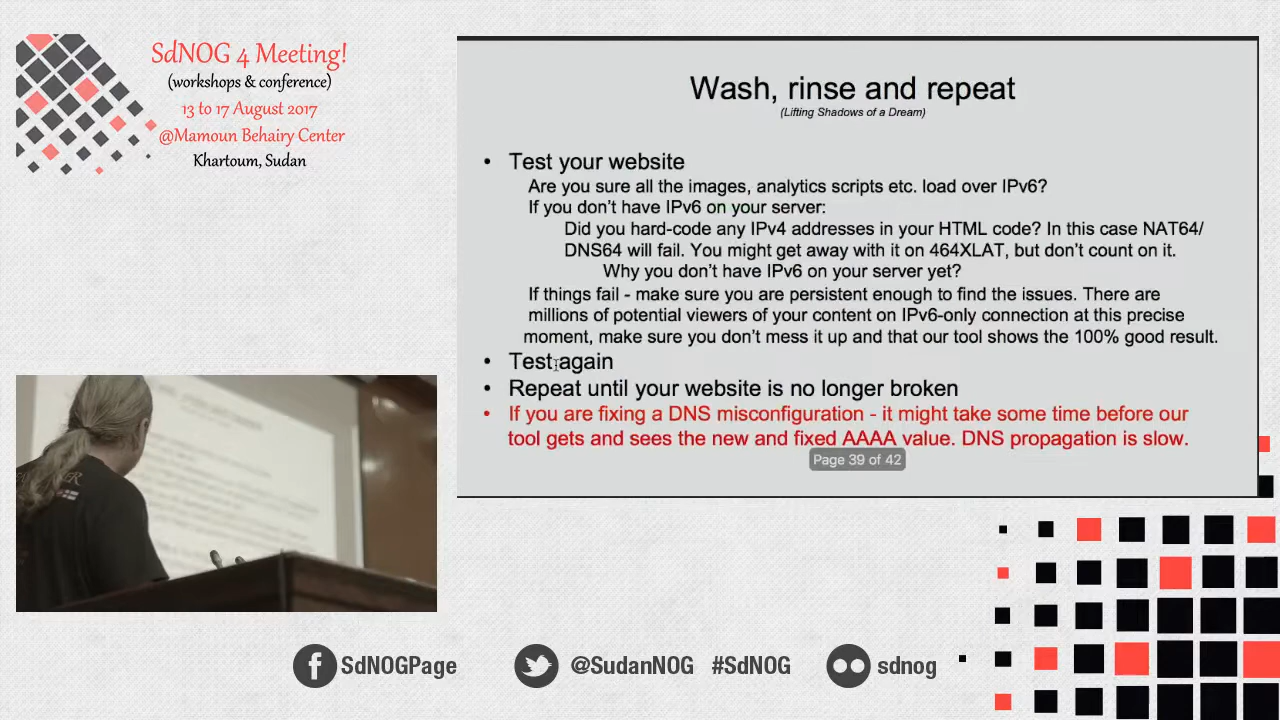 SdNOG 4 Meeting!
(workshops & conference)
13 to 17 August 2017
@Mamoun Behairy Center
Khartoum, Sudan
Wash, rinse and repeat
(Lifting Shadows of a Dream)
• Test your website
Are you sure all the images, analytics scripts etc. load over IPv6?
If you don't have IPv6 on your server:
Did you hard-code any IPv4 addresses in your HTML code? In this case NAT64/
DNS64 will fail. You might get away with it on 464XLAT, but don't count on it.
Why you don't have IPv6 on your server yet?
If things fail - make sure you are persistent enough to find the issues. There are
millions of potential viewers of your content on IPv6-only connection at this precise
moment, make sure you don't mess it up and that our tool shows the 100% good result.
• Test again
• Repeat until your website is no longer broken
• If you are fixing a DNS misconfiguration - it might take some time before our
tool gets and sees the new and fixed AAAA value. DNS propagation is slow.
Page 39 of 42
SdNOGPage
@SudanNOG #SdNOG
sdnog